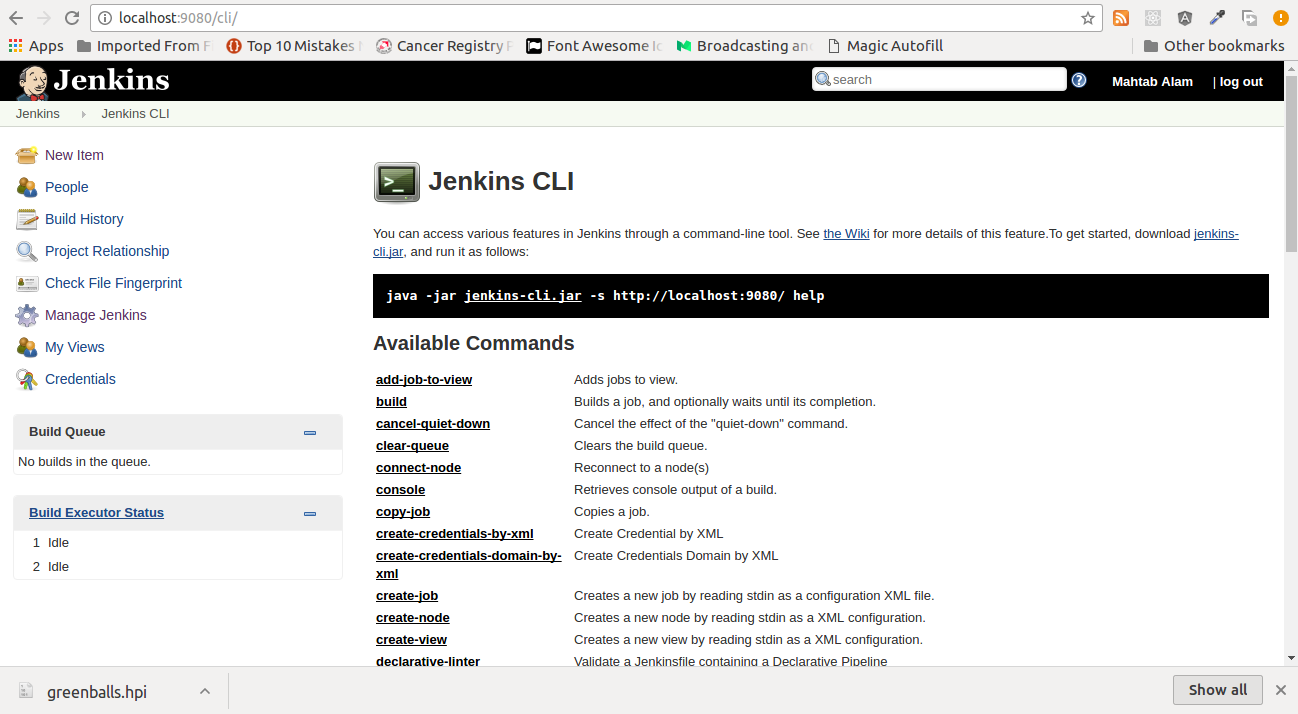 localhost:9080/cli/
Apps Imported From F Top 10 Mistakes Cancer Registry F Font Awesome Ic Broadcasting an Magic Autofill Other bookmarks
Jenkins search Mahtab Alam | log out
Jenkins Jenkins CLI
New Item
People
Build History
Project Relationship
Check File Fingerprint
Manage Jenkins
My Views
Credentials
Build Queue
No builds in the queue.
Build Executor Status
1 Idle
2 Idle
Jenkins CLI
You can access various features in Jenkins through a command-line tool. See the Wiki for more details of this feature.To get started, download jenkins-
cli.jar, and run it as follows:
java -jar jenkins-cli.jar -s http://localhost:9080/ help
Available Commands
add-job-to-view Adds jobs to view.
build Builds a job, and optionally waits until its completion.
cancel-quiet-down Cancel the effect of the "quiet-down" command.
clear-queue Clears the build queue.
connect-node Reconnect to a node(s)
console Retrieves console output of a build.
copy-job Copies a job.
create-credentials-by-xml Create Credential by XML
create-credentials-domain-by- Create Credentials Domain by XML
xml
create-job Creates a new job by reading stdin as a configuration XML file.
create-node Creates a new node by reading stdin as a XML configuration.
create-view Creates a new view by reading stdin as a XML configuration.
declarative-linter Validate a Jenkinsfile containing a Declarative Pipeline
greenballs.hpi Show all